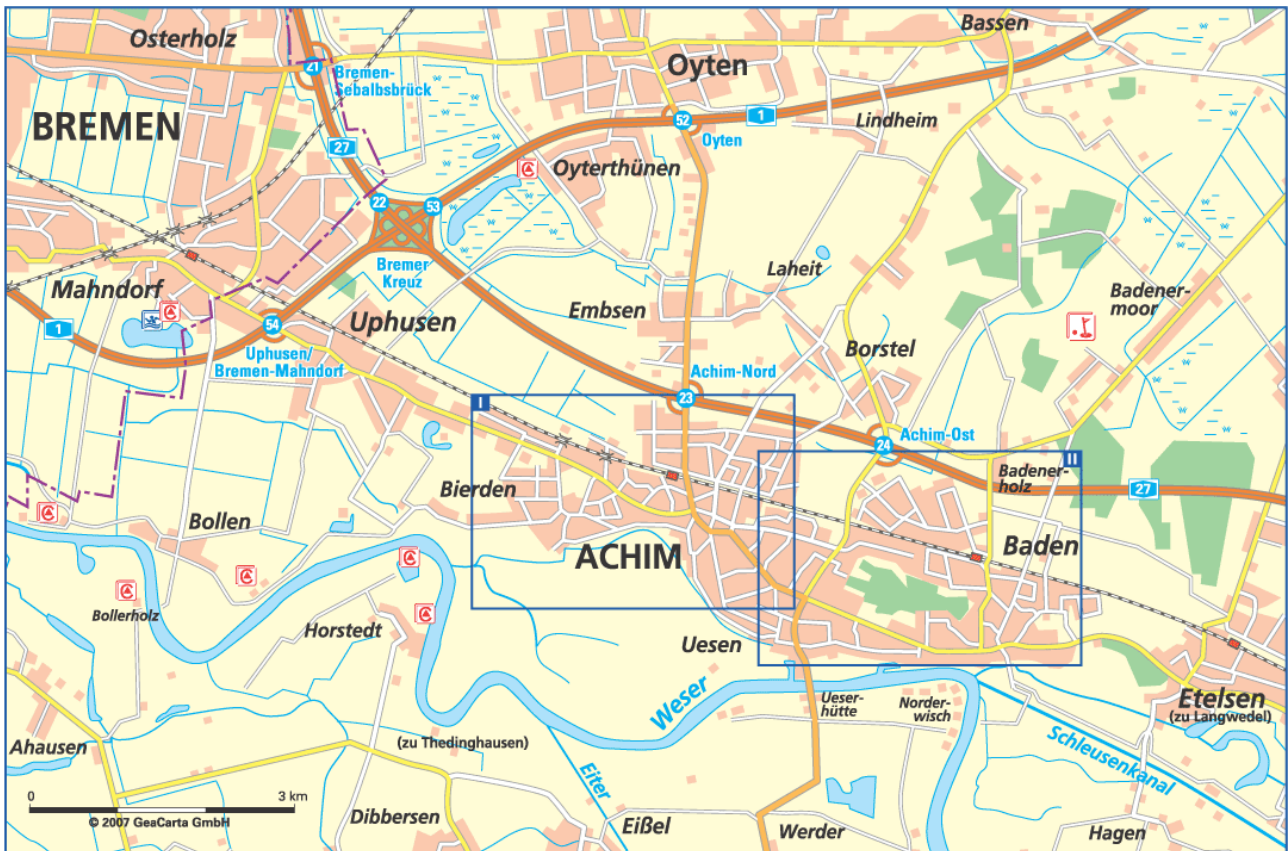 Osterholz
Bassen
21
Bremen-
Sebalbsbrück
Oyten
BREMEN
52
1
Oyten
Lindheim
27
Oyterthünen
22
53
Bremer
Kreuz
Laheit
Mahndorf
Embsen
Badener-
moor
1
54
Uphusen
Uphusen/
Bremen-Mahndorf
Borstel
Achim-Nord
23
I
24
Achim-Ost
II
Badener-
holz
27
Bierden
Bollen
ACHIM
Baden
Bollerholz
Horstedt
Uesen
Weser
Ueser-
hütte
Norder-
wisch
Etelsen
(zu Langwedel)
Ahausen
(zu Thedinghausen)
Schleusenkanal
Eiter
0
3 km
© 2007 GeaCarta GmbH
Dibbersen
Eißel
Werder
Hagen